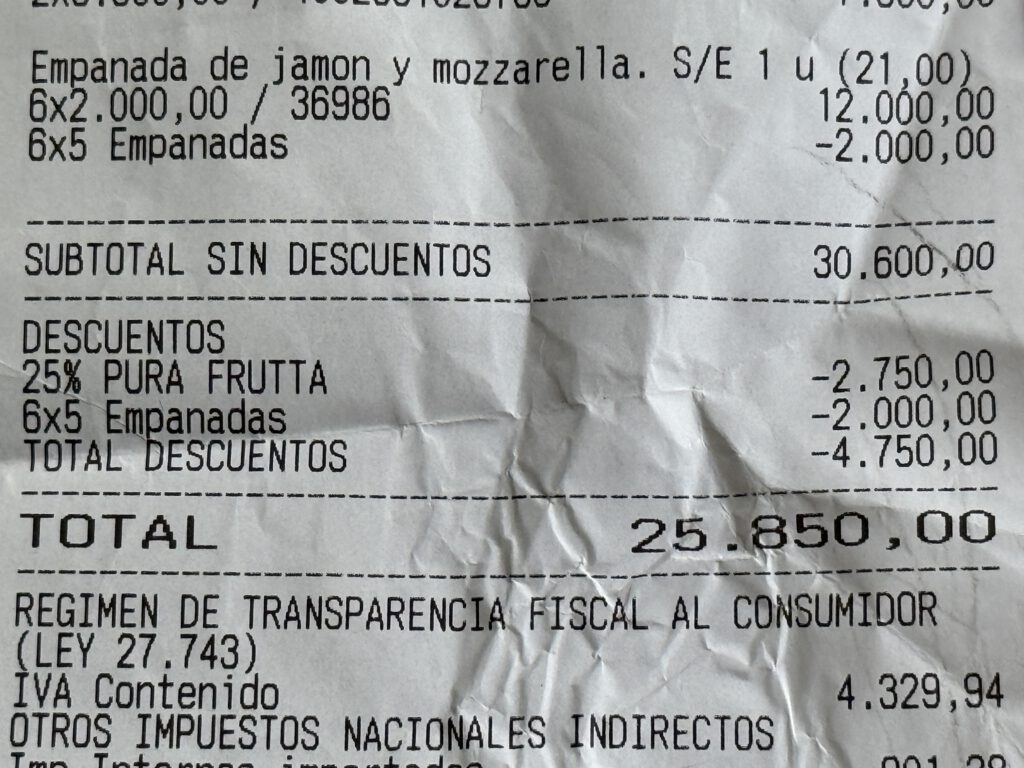 Empanada de jamon y mozzarella. S/E 1 u (21,00)
6x2.000,00 / 36986 12.000,00
6x5 Empanadas -2.000,00
SUBTOTAL SIN DESCUENTOS 30.600,00
DESCUENTOS
25% PURA FRUTTA -2.750,00
6x5 Empanadas -2.000,00
TOTAL DESCUENTOS -4.750,00
TOTAL 25.850,00
REGIMEN DE TRANSPARENCIA FISCAL AL CONSUMIDOR
(LEY 27.743)
IVA Contenido 4.329,94
OTROS IMPUESTOS NACIONALES INDIRECTOS